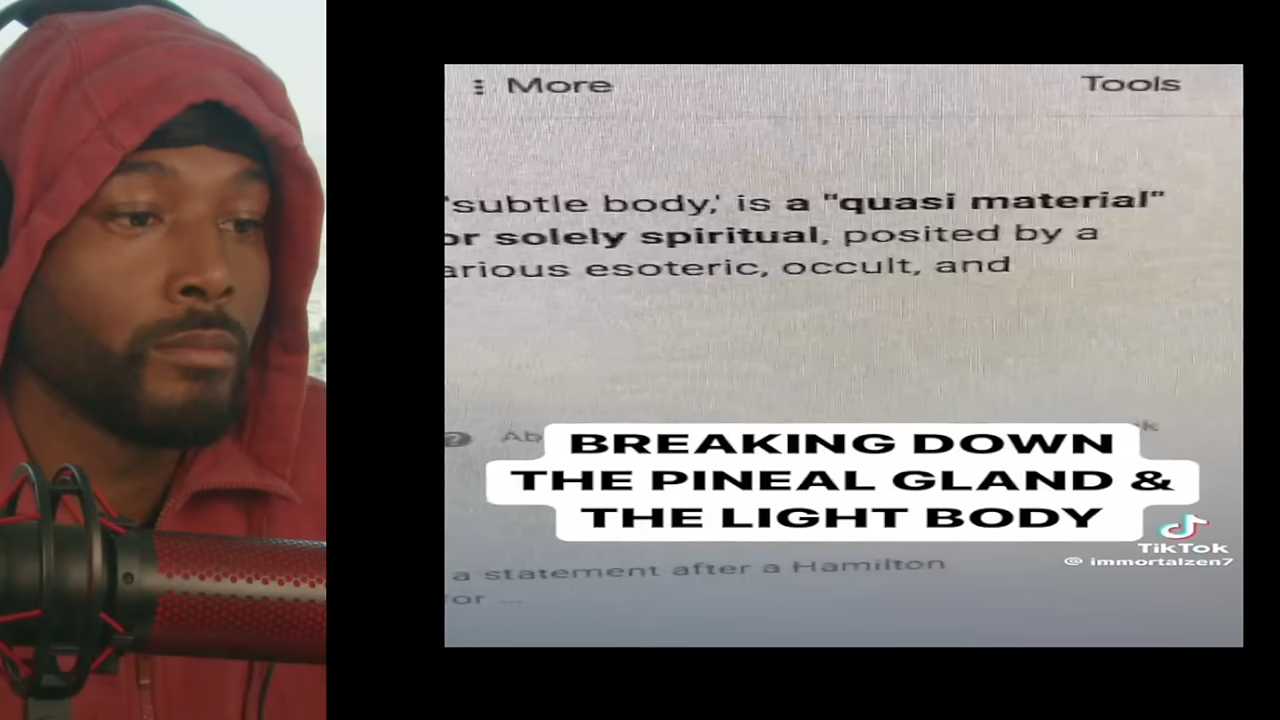 More
Tools
'subtle body,' is a "quasi material"
or solely spiritual, posited by a
arious esoteric, occult, and
BREAKING DOWN
THE PINEAL GLAND &
THE LIGHT BODY
TikTok
@ immortalzen7
a statement after a Hamilton
or ...